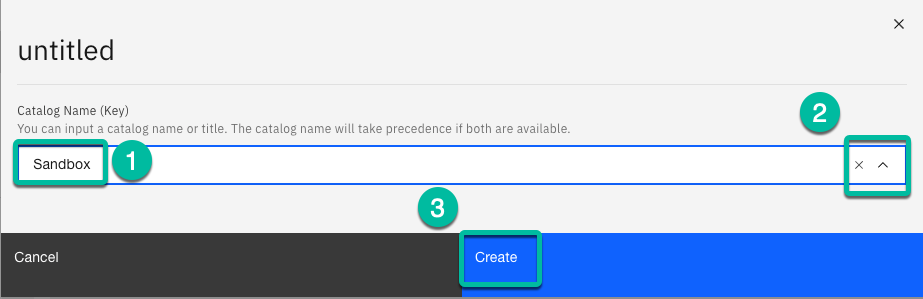 untitled
Catalog Name (Key)
You can input a catalog name or title. The catalog name will take precedence if both are available.
2
Sandbox
1
3
Cancel
Create